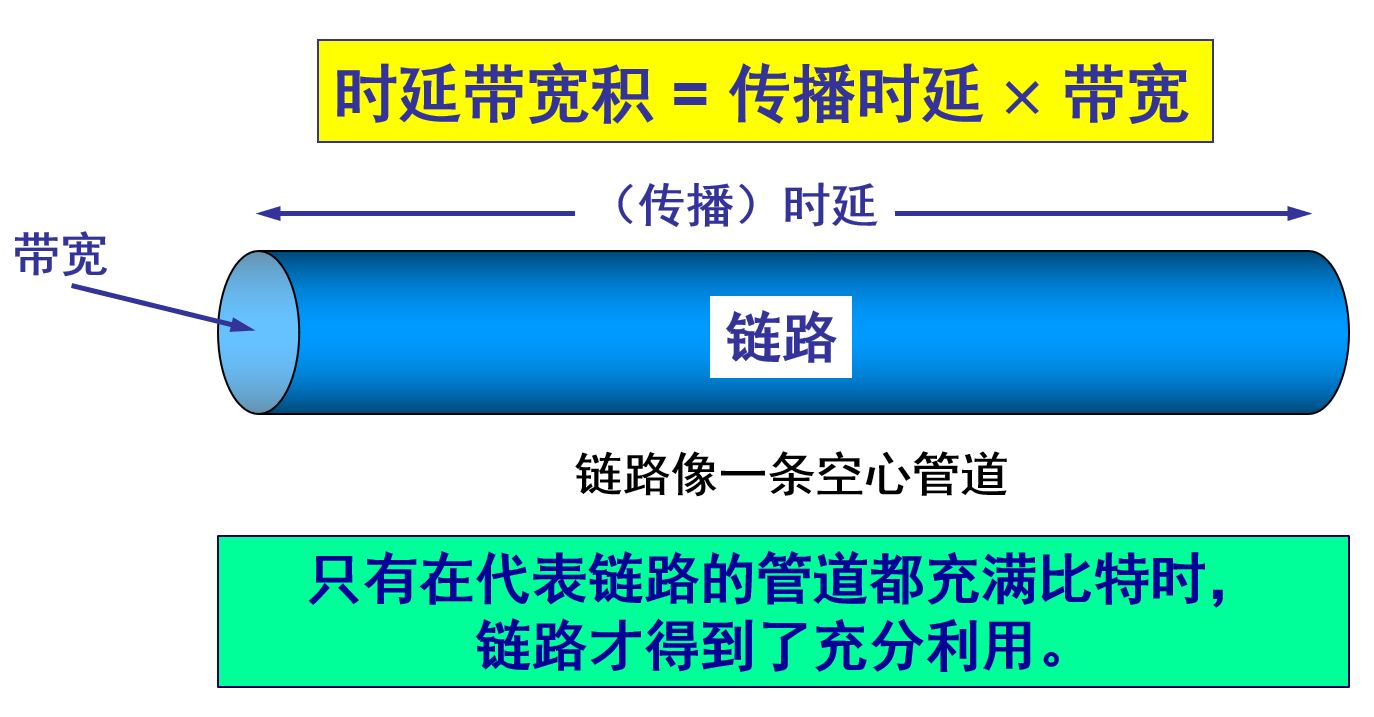 时延带宽积 = 传播时延 × 带宽
（传播）时延
带宽
链路
链路像一条空心管道
只有在代表链路的管道都充满比特时，
链路才得到了充分利用。